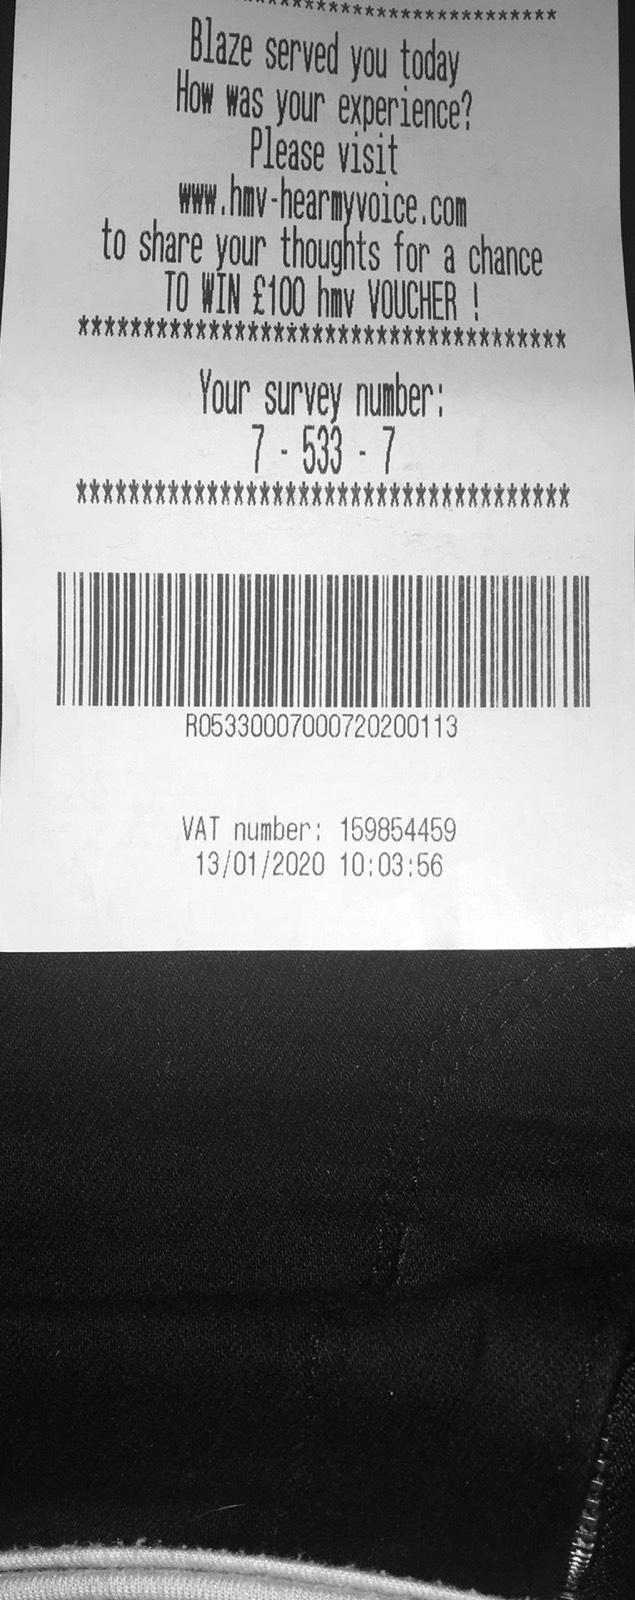 ***********************************
Blaze served you today
How was your experience?
Please visit
www.hmv-hearmyvoice.com
to share your thoughts for a chance
TO WIN £100 hmv VOUCHER !
**************************************
Your survey number:
7 - 533 - 7
**************************************
R05330007000720200113
VAT number: 159854459
13/01/2020 10:03:56